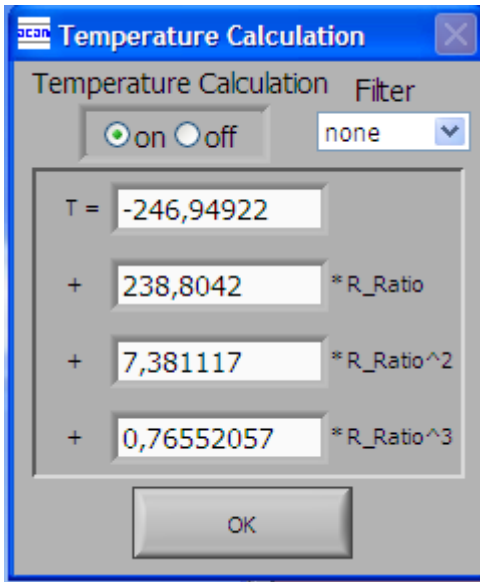 acan Temperature Calculation
Temperature Calculation Filter
on off none
T = -246,94922
+ 238,8042 *R_Ratio
+ 7,381117 *R_Ratio^2
+ 0,76552057 *R_Ratio^3
OK